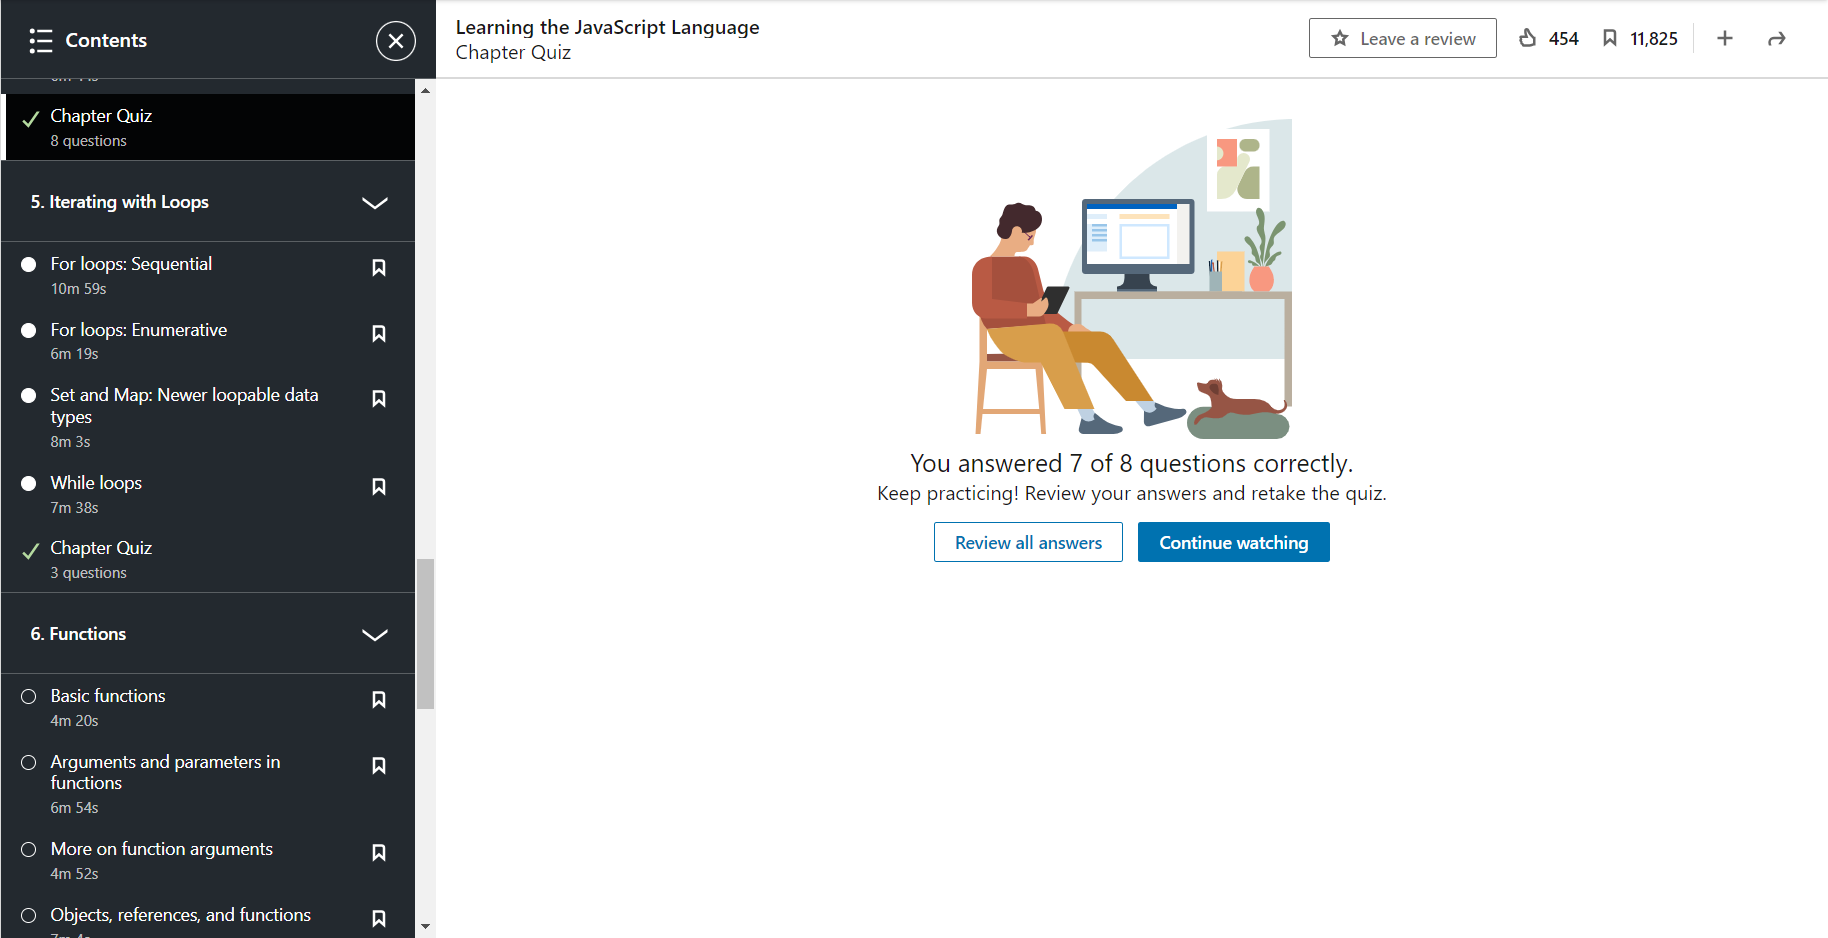 Contents
Learning the JavaScript Language
Chapter Quiz
Leave a review
454
11,825
Chapter Quiz
8 questions
5. Iterating with Loops
For loops: Sequential
10m 59s
For loops: Enumerative
6m 19s
Set and Map: Newer loopable data
types
8m 3s
While loops
7m 38s
Chapter Quiz
3 questions
6. Functions
Basic functions
4m 20s
Arguments and parameters in
functions
6m 54s
More on function arguments
4m 52s
Objects, references, and functions
You answered 7 of 8 questions correctly.
Keep practicing! Review your answers and retake the quiz.
Review all answers
Continue watching